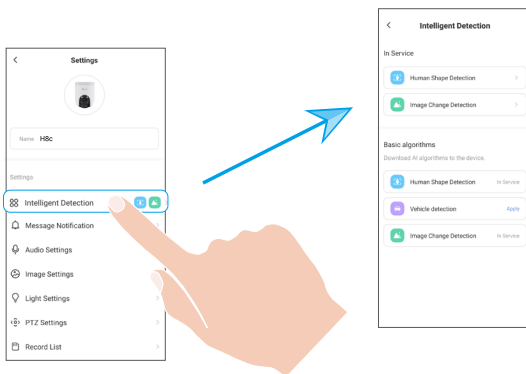 Settings
Name H8c
Settings
Intelligent Detection
Message Notification
Audio Settings
Image Settings
Light Settings
PTZ Settings
Record List
Intelligent Detection
In Service
Human Shape Detection
Image Change Detection
Basic algorithms
Download AI algorithms to the device.
Human Shape Detection In Service
Vehicle detection Apply
Image Change Detection In Service